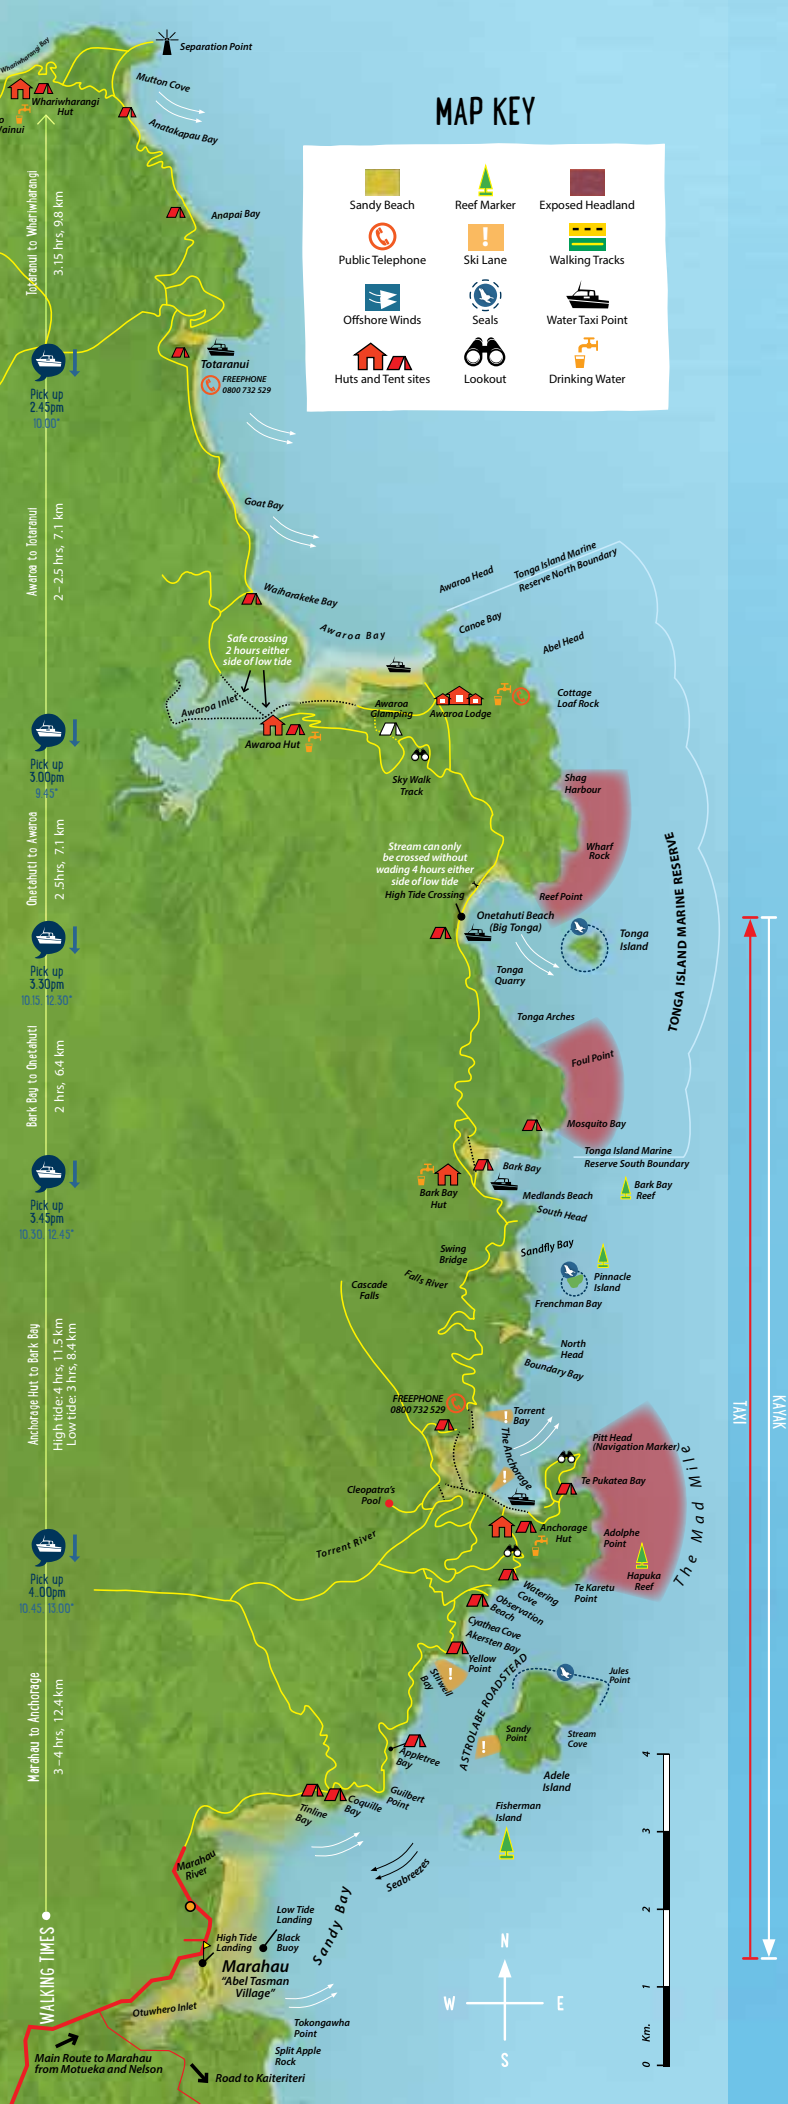 Whariwharangi Bay
Separation Point
Mutton Cove
Whariwharangi
Hut
Anatakapau Bay
Anapai Bay
MAP KEY
Sandy Beach
Reef Marker
Exposed Headland
Public Telephone
Ski Lane
Walking Tracks
Offshore Winds
Seals
Water Taxi Point
Huts and Tent sites
Lookout
Drinking Water
Totaranui to Whariwharangi
3.15 hrs, 9.8 km
Totaranui
FREEPHONE
0800 732 529
Pick up
2.45pm
10.00*
Goat Bay
Awaroa to Totaranui
2 – 2.5 hrs, 7.1 km
Waiharakeke Bay
Awaroa Head
Tonga Island Marine
Reserve North Boundary
Canoe Bay
Abel Head
Awaroa Bay
Safe crossing
2 hours either
side of low tide
Awaroa Inlet
Awaroa
Glamping
Awaroa Lodge
Cottage
Loaf Rock
Awaroa Hut
Sky Walk
Track
Pick up
3.00pm
9.45*
Shag
Harbour
Wharf
Rock
Reef Point
Onetahuti to Awaroa
2.5hrs, 7.1 km
Stream can only
be crossed without
wading 4 hours either
side of low tide
High Tide Crossing
Onetahuti Beach
(Big Tonga)
Tonga
Island
TONGA ISLAND MARINE RESERVE
Tonga
Quarry
Tonga Arches
Pick up
3.30pm
10.15, 12.30*
Foul Point
Mosquito Bay
Bark Bay to Onetahuti
2 hrs, 6.4 km
Tonga Island Marine
Reserve South Boundary
Bark Bay
Bark Bay
Hut
Medlands Beach
Bark Bay
Reef
South Head
Pick up
3.45pm
10.30, 12.45*
Swing
Bridge
Sandfly Bay
Falls River
Cascade
Falls
Pinnacle
Island
Frenchman Bay
North
Head
Boundary Bay
Anchorage Hut to Bark Bay
High tide: 4 hrs, 11.5 km
Low tide: 3 hrs, 8.4 km
FREEPHONE
0800 732 529
Torrent
Bay
The Anchorage
Pitt Head
(Navigation Marker)
Te Pukatea Bay
The Mad Mile
TAXI
KAYAK
Cleopatra's
Pool
Anchorage
Hut
Adolphe
Point
Hapuka
Reef
Torrent River
Te Karetu
Point
Watering
Cove
Observation
Beach
Pick up
4.00pm
10.45, 13.00*
Cyathea Cove
Akersten Bay
Yellow
Point
Stilwell
Bay
ASTROLABE ROADSTEAD
Jules
Point
Sandy
Point
Stream
Cove
Adele
Island
Marahau to Anchorage
3 – 4 hrs, 12.4 km
Appletree
Bay
Guilbert
Point
Coquille
Bay
Tinline
Bay
Fisherman
Island
Seabreezes
Marahau
River
Sandy Bay
Low Tide
Landing
Black
Buoy
High Tide
Landing
Marahau
"Abel Tasman
Village"
WALKING TIMES
Otuwhero Inlet
Tokongawha
Point
Split Apple
Rock
Main Route to Marahau
from Motueka and Nelson
Road to Kaiteriteri
N
W
E
S
4
3
2
1
0
Km.